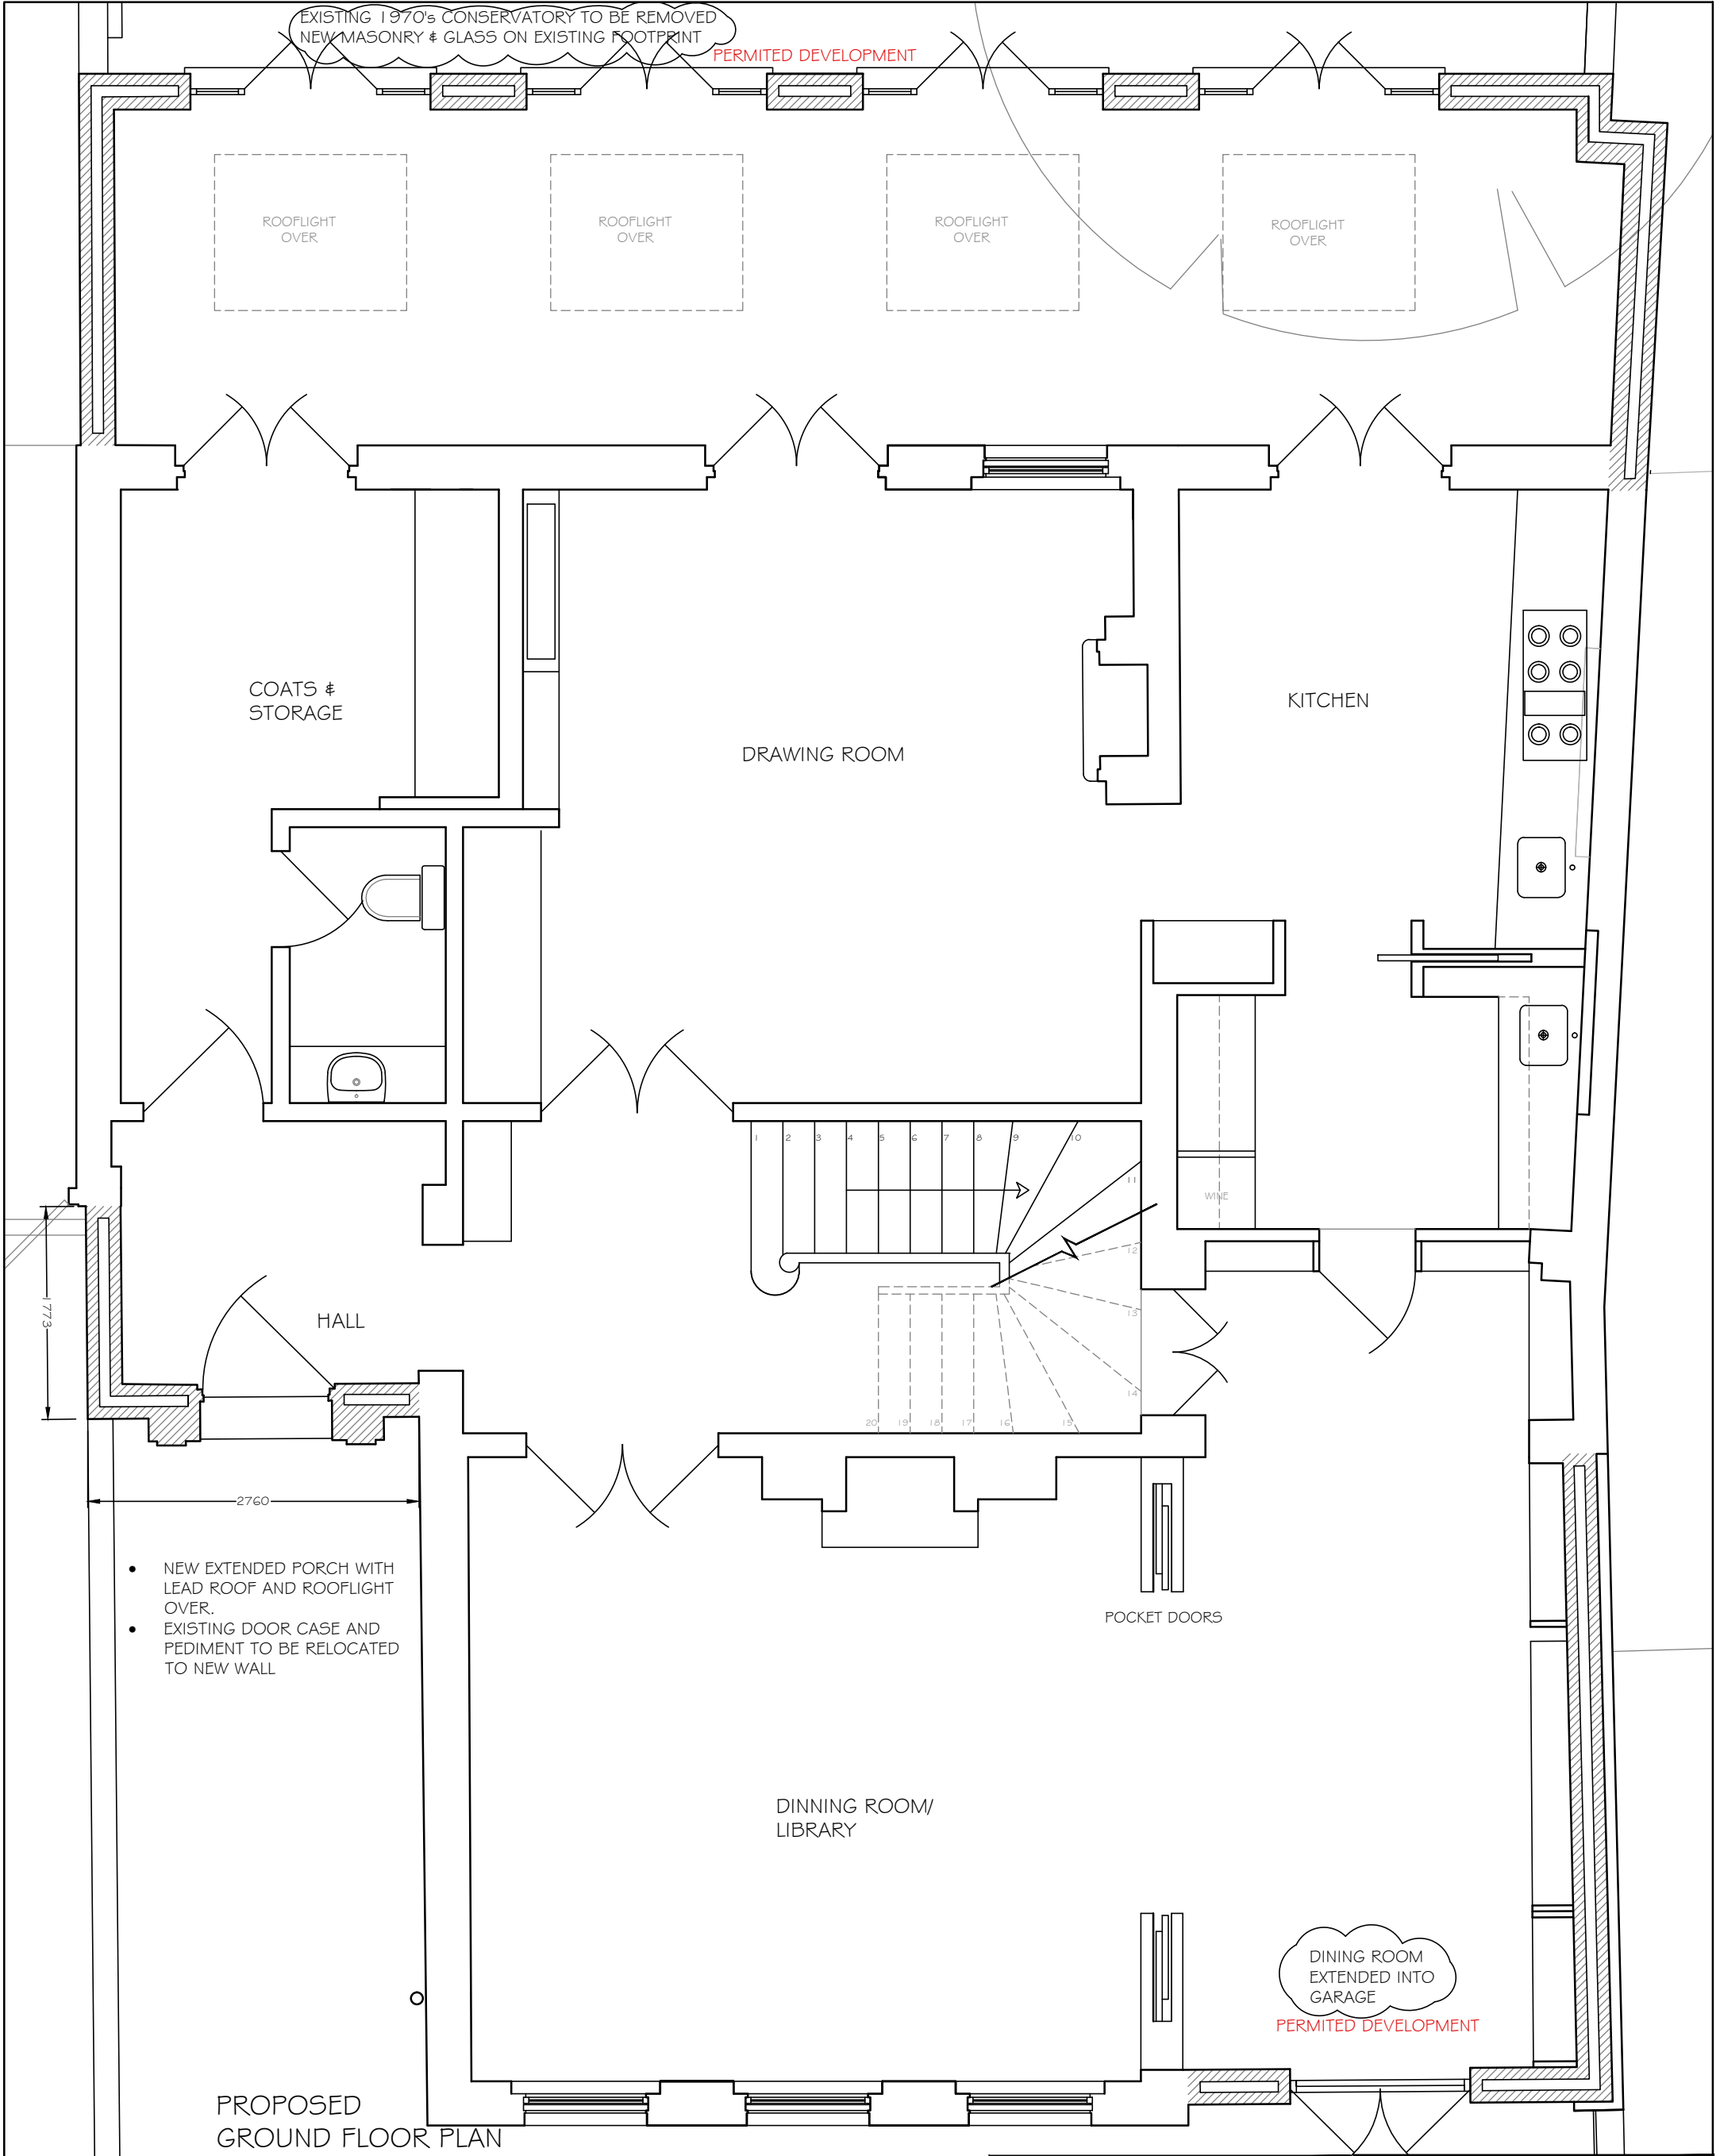 EXISTING 1970's CONSERVATORY TO BE REMOVED
NEW MASONRY & GLASS ON EXISTING FOOTPRINT
PERMITED DEVELOPMENT
ROOFLIGHT
OVER
ROOFLIGHT
OVER
ROOFLIGHT
OVER
ROOFLIGHT
OVER
COATS &
STORAGE
DRAWING ROOM
KITCHEN
1 2 3 4 5 6 7 8 9 10
11
WINE
12
13
14
20 19 18 17 16 15
1773
HALL
2760
NEW EXTENDED PORCH WITH
LEAD ROOF AND ROOFLIGHT
OVER.
EXISTING DOOR CASE AND
PEDIMENT TO BE RELOCATED
TO NEW WALL
POCKET DOORS
DINNING ROOM/
LIBRARY
DINING ROOM
EXTENDED INTO
GARAGE
PERMITED DEVELOPMENT
PROPOSED
GROUND FLOOR PLAN